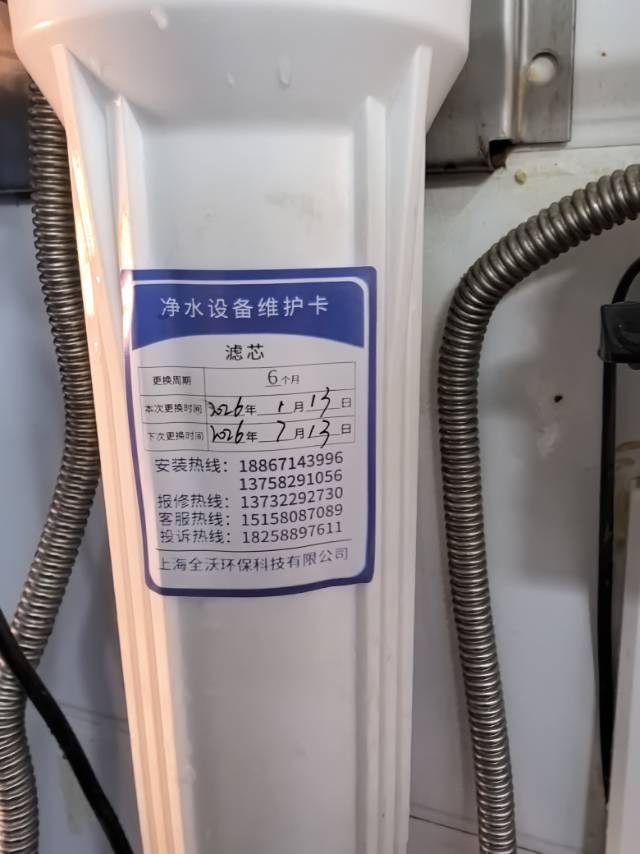 净水设备维护卡
滤芯
更换周期 6个月
本次更换时间 2026年 1月 13日
下次更换时间 2026年 7月 13日
安装热线：18867143996
13758291056
报修热线：13732292730
客服热线：15158087089
投诉热线：18258897611
上海全沃环保科技有限公司